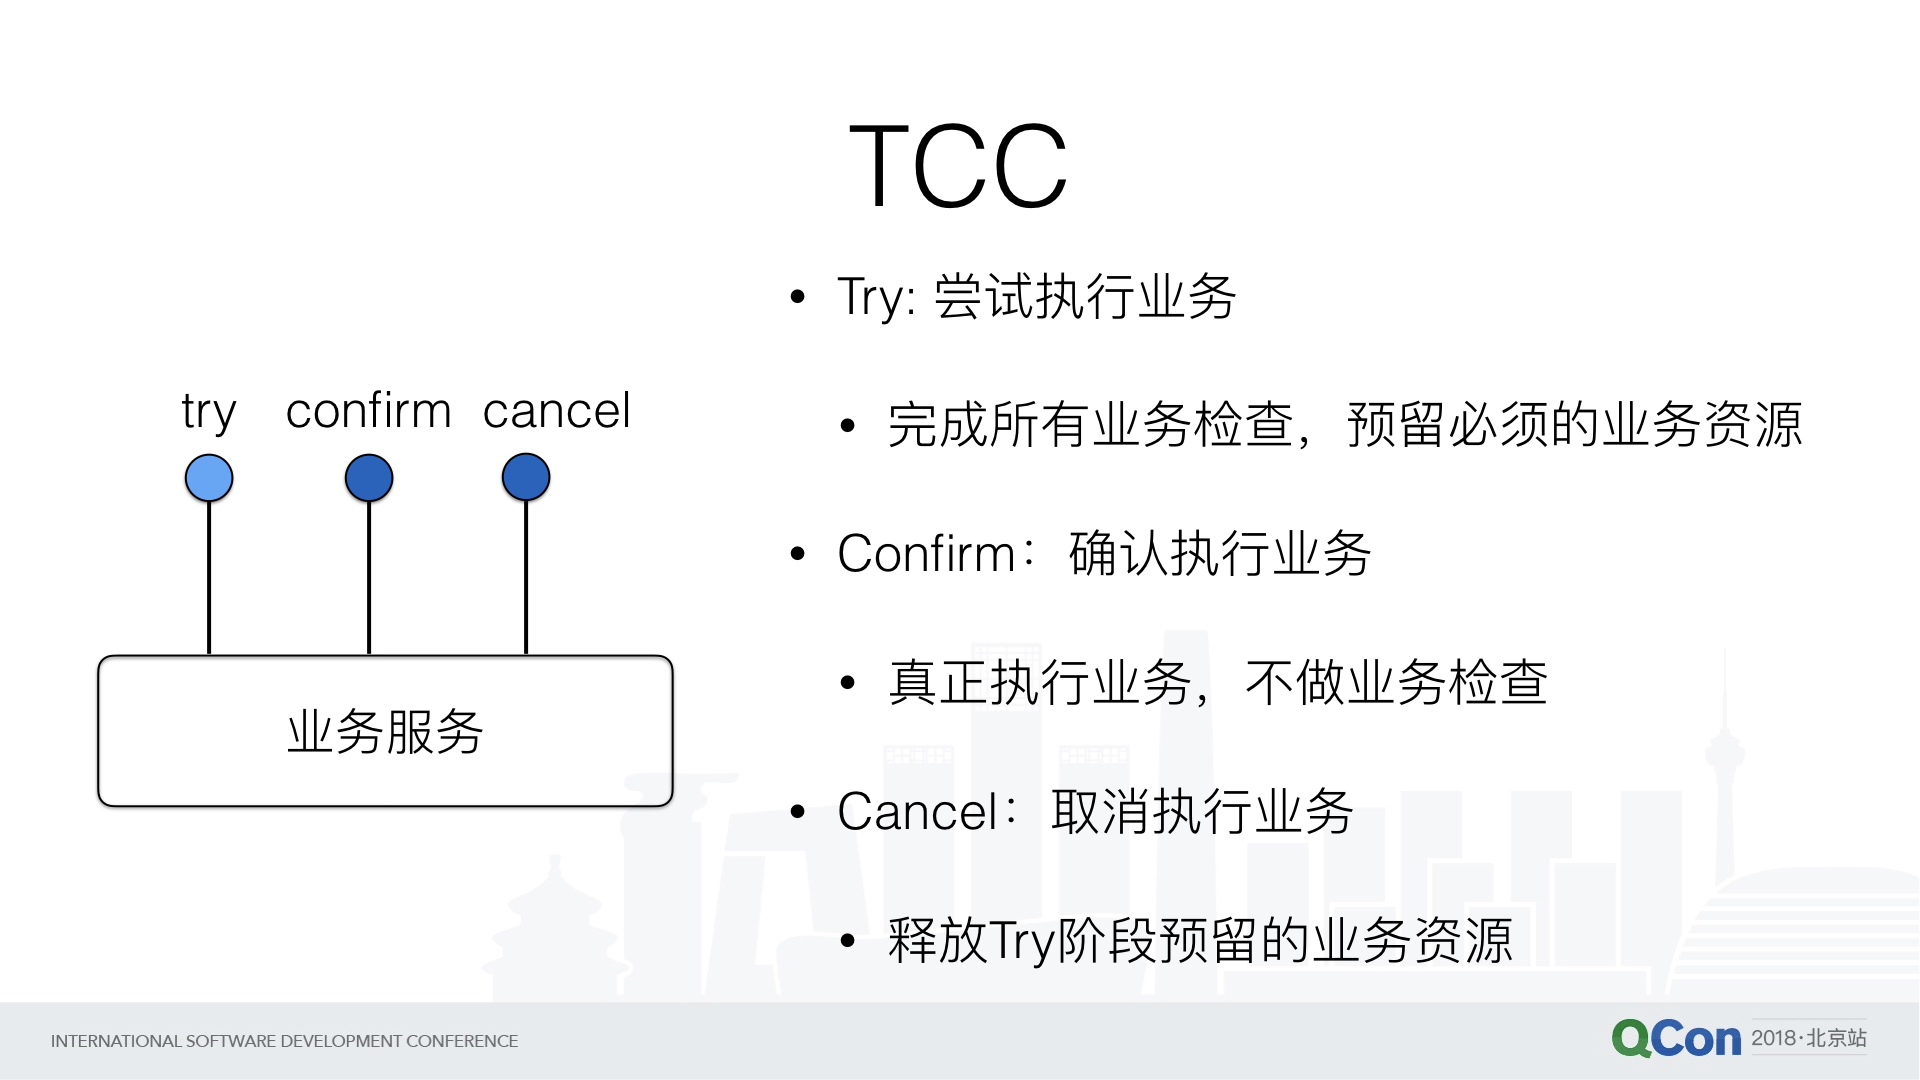 TCC
try confirm cancel
业务服务
• Try: 尝试执行业务
• 完成所有业务检查，预留必须的业务资源
• Confirm：确认执行业务
• 真正执行业务，不做业务检查
• Cancel：取消执行业务
• 释放Try阶段预留的业务资源
INTERNATIONAL SOFTWARE DEVELOPMENT CONFERENCE
QCon 2018·北京站